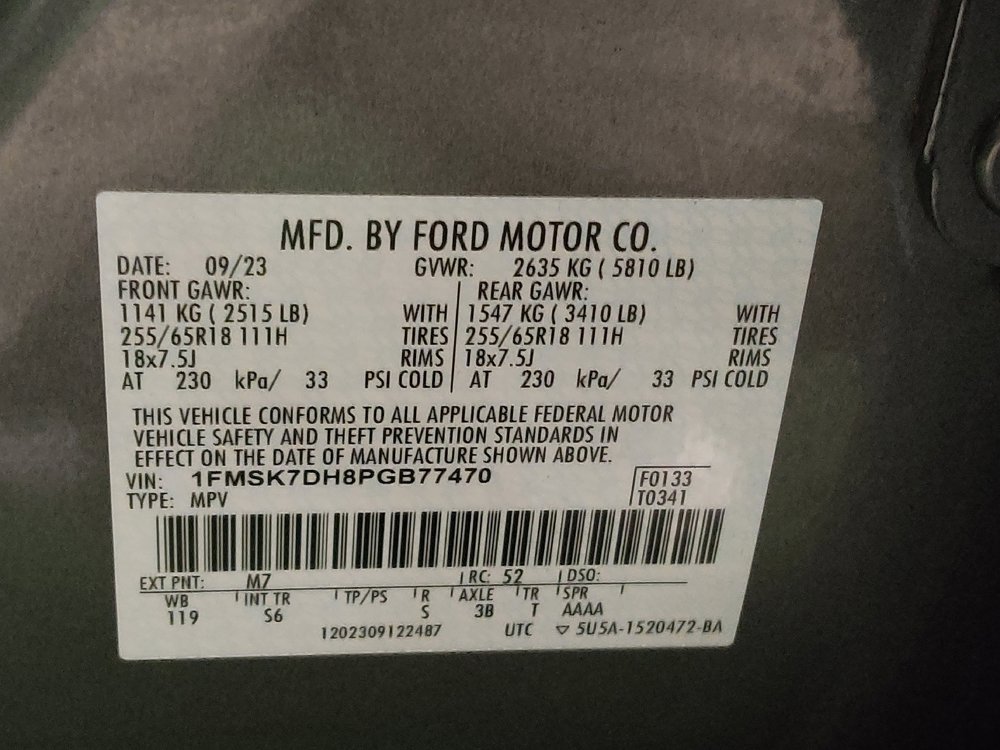 MFD. BY FORD MOTOR CO.
DATE: 09/23 GVWR: 2635 KG ( 5810 LB)
FRONT GAWR: REAR GAWR:
1141 KG ( 2515 LB) WITH 1547 KG ( 3410 LB) WITH
255/65R18 111H TIRES 255/65R18 111H TIRES
18x7.5J RIMS 18x7.5J RIMS
AT 230 kPa/ 33 PSI COLD AT 230 kPa/ 33 PSI COLD
THIS VEHICLE CONFORMS TO ALL APPLICABLE FEDERAL MOTOR
VEHICLE SAFETY AND THEFT PREVENTION STANDARDS IN
EFFECT ON THE DATE OF MANUFACTURE SHOWN ABOVE.
VIN: 1FMSK7DH8PGB77470 F0133
TYPE: MPV T0341
EXT PNT: M7 RC: 52 DSO:
WB INT TR TP/PS R AXLE TR SPR
119 S6 S 3B T AAAA
1202309122487 UTC ▽ 5U5A-1520472-BA